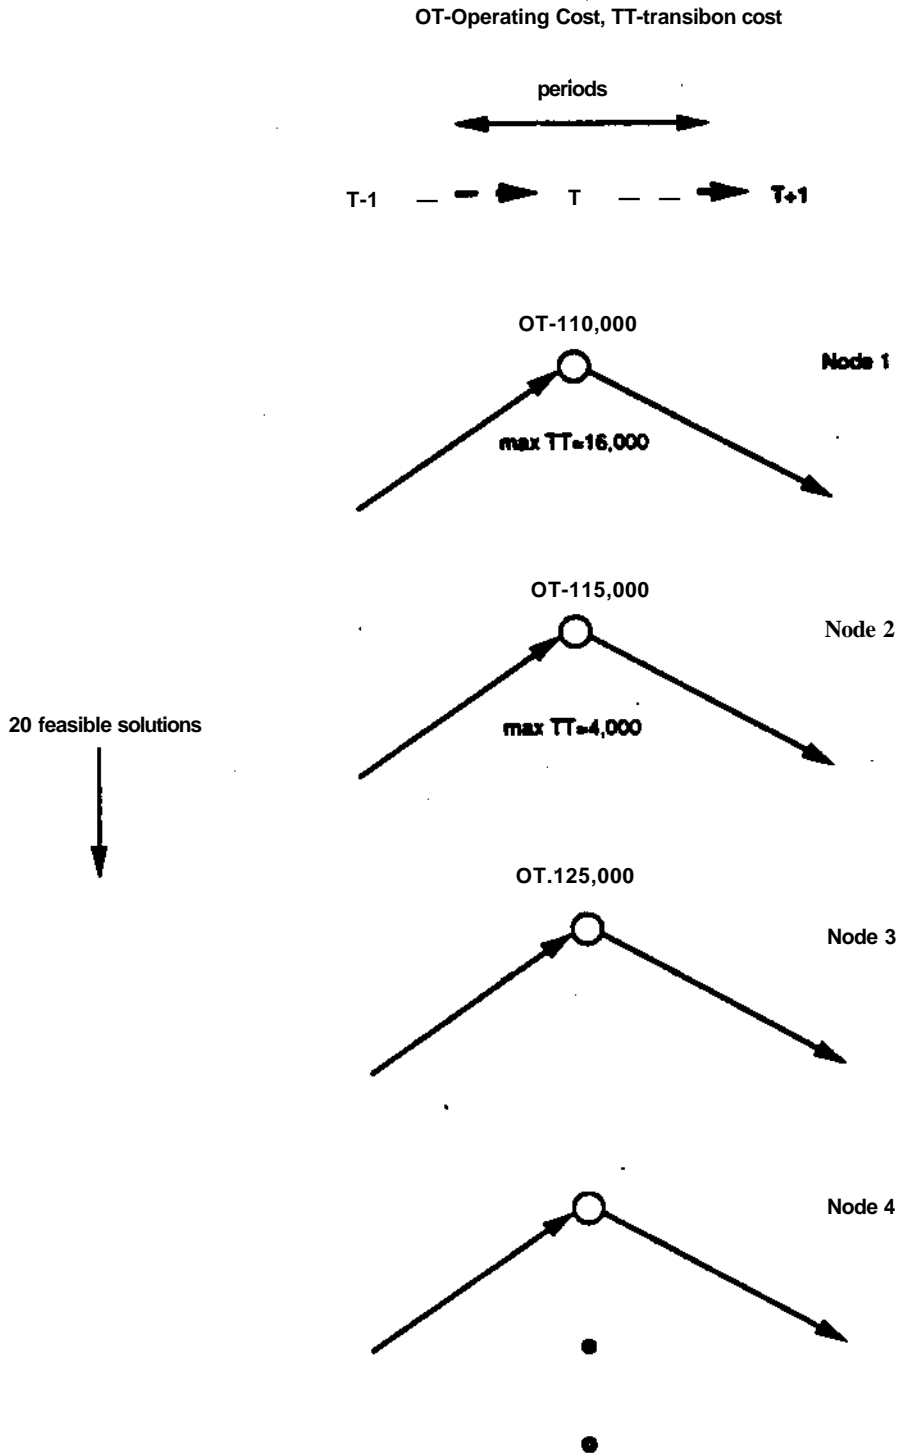 OT-Operating Cost, TT-transibon cost
periods
T-1 — T — — T+1
OT-110,000
Node 1
max TT=16,000
OT-115,000
Node 2
20 feasible solutions
max TT=4,000
OT.125,000
Node 3
Node 4